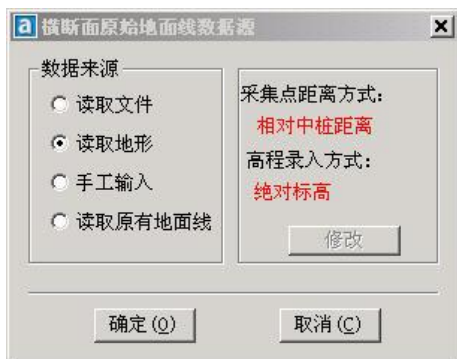 a 横断面原始地面线数据源
数据来源
读取文件
读取地形
手工输入
读取原有地面线
采集点距离方式:
相对中桩距离
高程录入方式:
绝对标高
修改
确定(O)
取消(C)